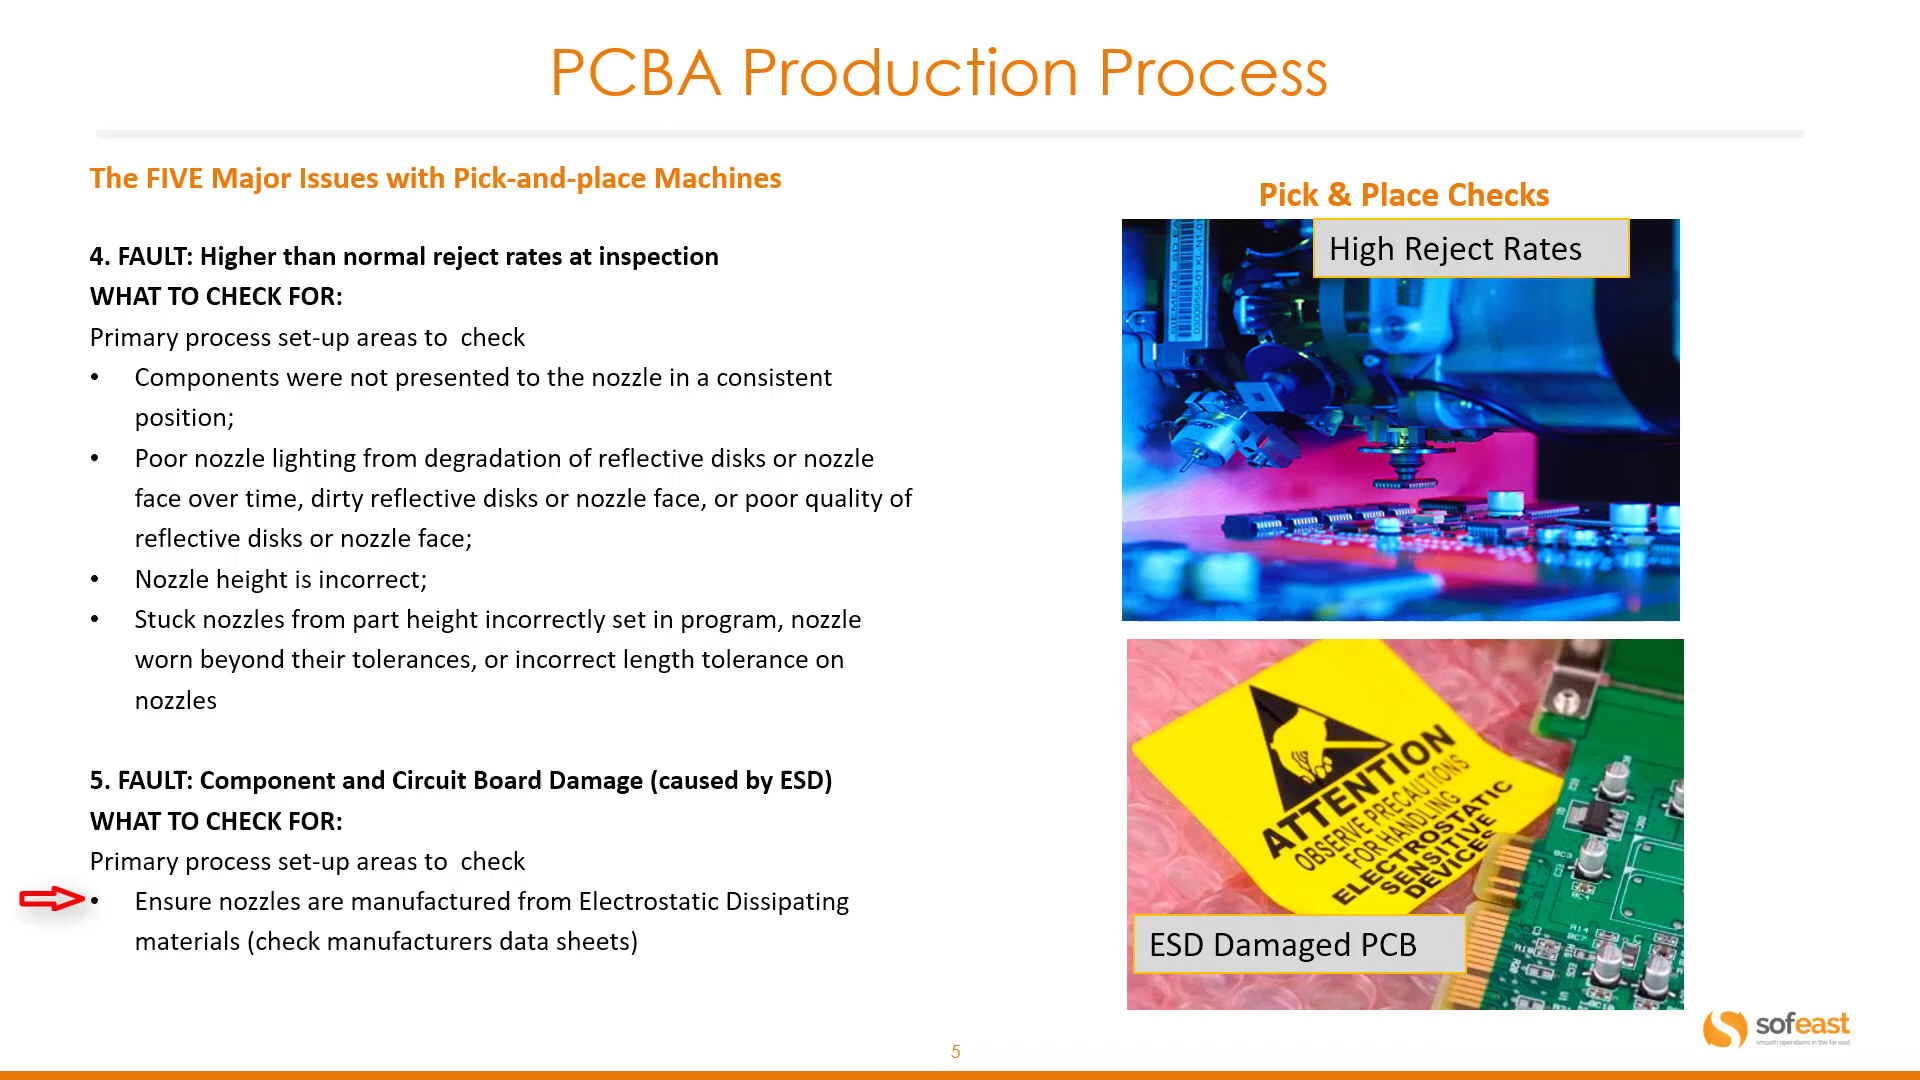 PCBA Production Process
The FIVE Major Issues with Pick-and-place Machines
4. FAULT: Higher than normal reject rates at inspection
WHAT TO CHECK FOR:
Primary process set-up areas to  check
• Components were not presented to the nozzle in a consistent
position;
• Poor nozzle lighting from degradation of reflective disks or nozzle
face over time, dirty reflective disks or nozzle face, or poor quality of
reflective disks or nozzle face;
• Nozzle height is incorrect;
• Stuck nozzles from part height incorrectly set in program, nozzle
worn beyond their tolerances, or incorrect length tolerance on
nozzles
5. FAULT: Component and Circuit Board Damage (caused by ESD)
WHAT TO CHECK FOR:
Primary process set-up areas to  check
• Ensure nozzles are manufactured from Electrostatic Dissipating
materials (check manufacturers data sheets)
Pick & Place Checks
High Reject Rates
ATTENTION
OBSERVE PRECAUTIONS
FOR HANDLING
ELECTROSTATIC
SENSITIVE
DEVICES
ESD Damaged PCB
sofeast
smooth operations in the far east
5